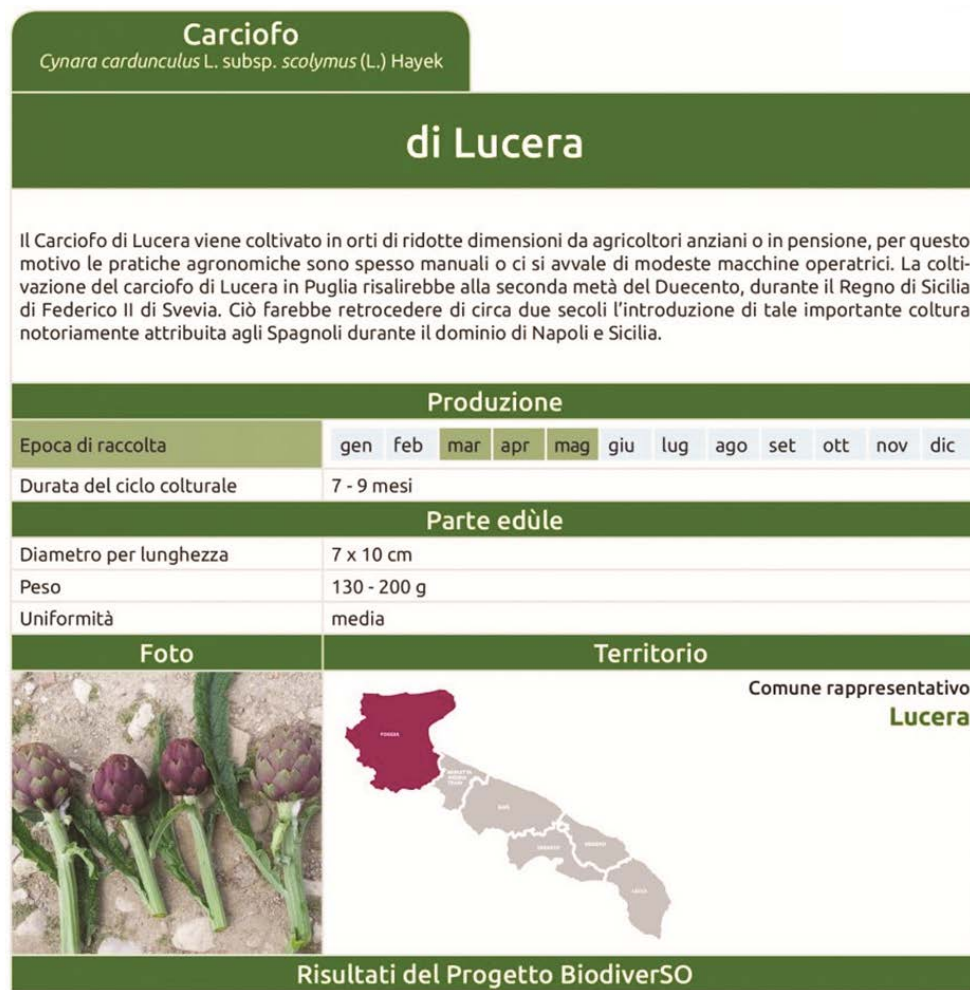 Carciofo
Cynara cardunculus L. subsp. scolymus (L.) Hayek
di Lucera
Il Carciofo di Lucera viene coltivato in orti di ridotte dimensioni da agricoltori anziani o in pensione, per questo
motivo le pratiche agronomiche sono spesso manuali o ci si avvale di modeste macchine operatrici. La colti-
vazione del carciofo di Lucera in Puglia risalirebbe alla seconda metà del Duecento, durante il Regno di Sicilia
di Federico II di Svevia. Ciò farebbe retrocedere di circa due secoli l'introduzione di tale importante coltura
notoriamente attribuita agli Spagnoli durante il dominio di Napoli e Sicilia.
Produzione
Epoca di raccolta gen feb mar apr mag giu lug ago set ott nov dic
Durata del ciclo colturale 7 - 9 mesi
Parte edùle
Diametro per lunghezza 7 x 10 cm
Peso 130 - 200 g
Uniformità media
Foto Territorio
Comune rappresentativo
Lucera
FOGGIA
BARI
LECCE
Risultati del Progetto BiodiverSO